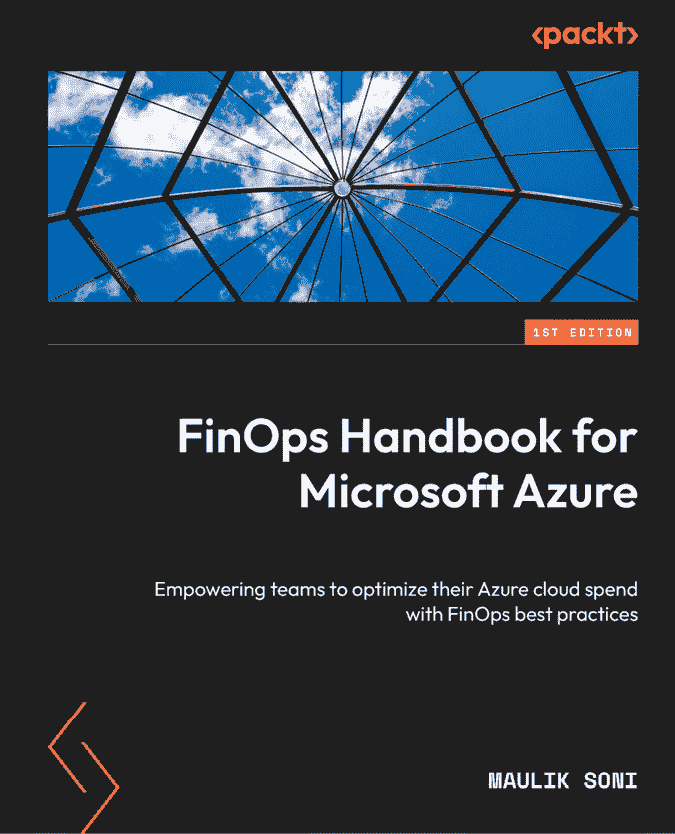 <packt>
1ST EDITION
FinOps Handbook for
Microsoft Azure
Empowering teams to optimize their Azure cloud spend
with FinOps best practices
MAULIK SONI